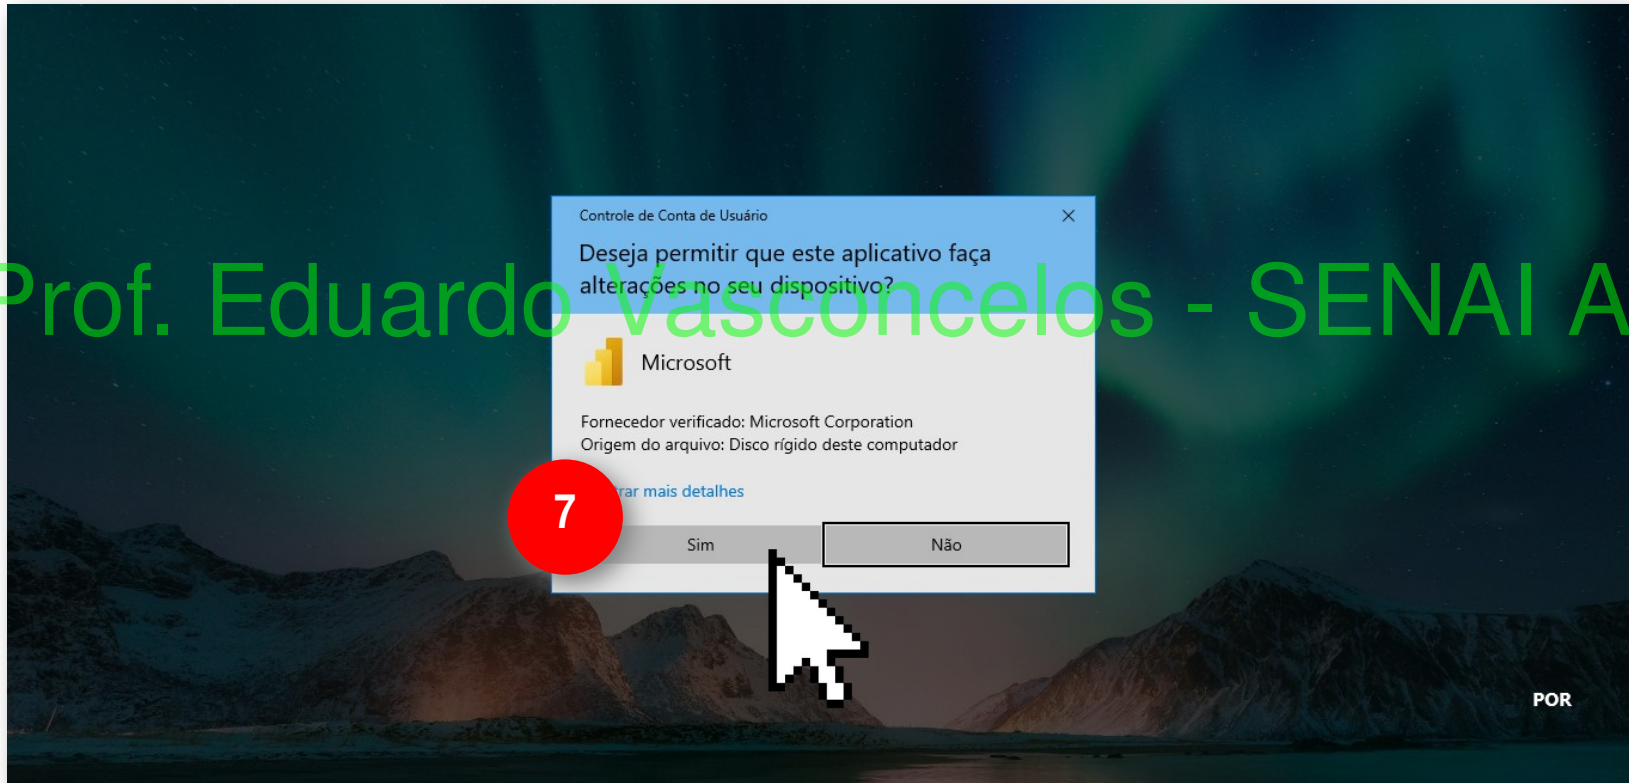 Controle de Conta de Usuário
Deseja permitir que este aplicativo faça
alterações no seu dispositivo?
Prof. Eduardo Vasconcelos - SENAI A
Microsoft
Fornecedor verificado: Microsoft Corporation
Origem do arquivo: Disco rígido deste computador
mais detalhes
7
Sim
Não
POR